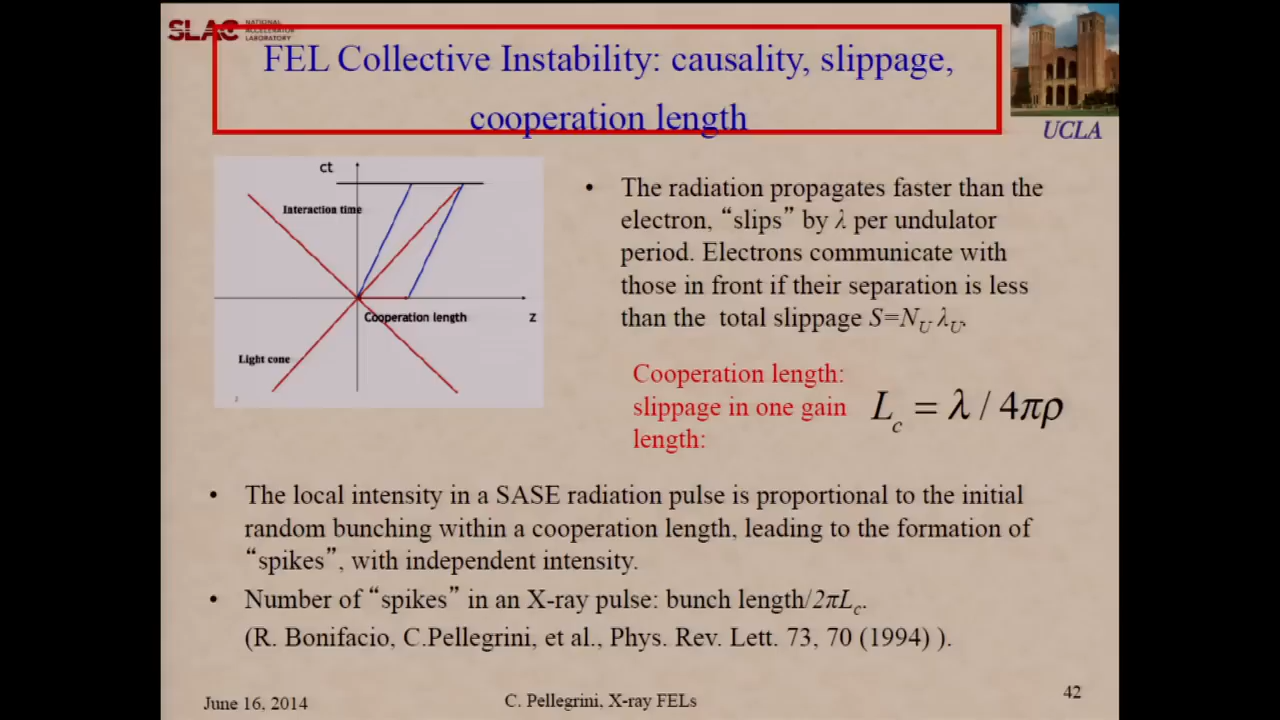 SLAC NATIONAL
ACCELERATOR
LABORATORY
FEL Collective Instability: causality, slippage,
cooperation length
UCLA
ct
Interaction time
Cooperation length
z
Light cone
• The radiation propagates faster than the
electron, “slips” by λ per undulator
period. Electrons communicate with
those in front if their separation is less
than the total slippage S=N_U λ_U.
Cooperation length:
slippage in one gain
length:
L_c = λ / 4πρ
• The local intensity in a SASE radiation pulse is proportional to the initial
random bunching within a cooperation length, leading to the formation of
“spikes”, with independent intensity.
• Number of “spikes” in an X-ray pulse: bunch length/2πL_c.
(R. Bonifacio, C.Pellegrini, et al., Phys. Rev. Lett. 73, 70 (1994) ).
June 16, 2014
C. Pellegrini, X-ray FELs
42